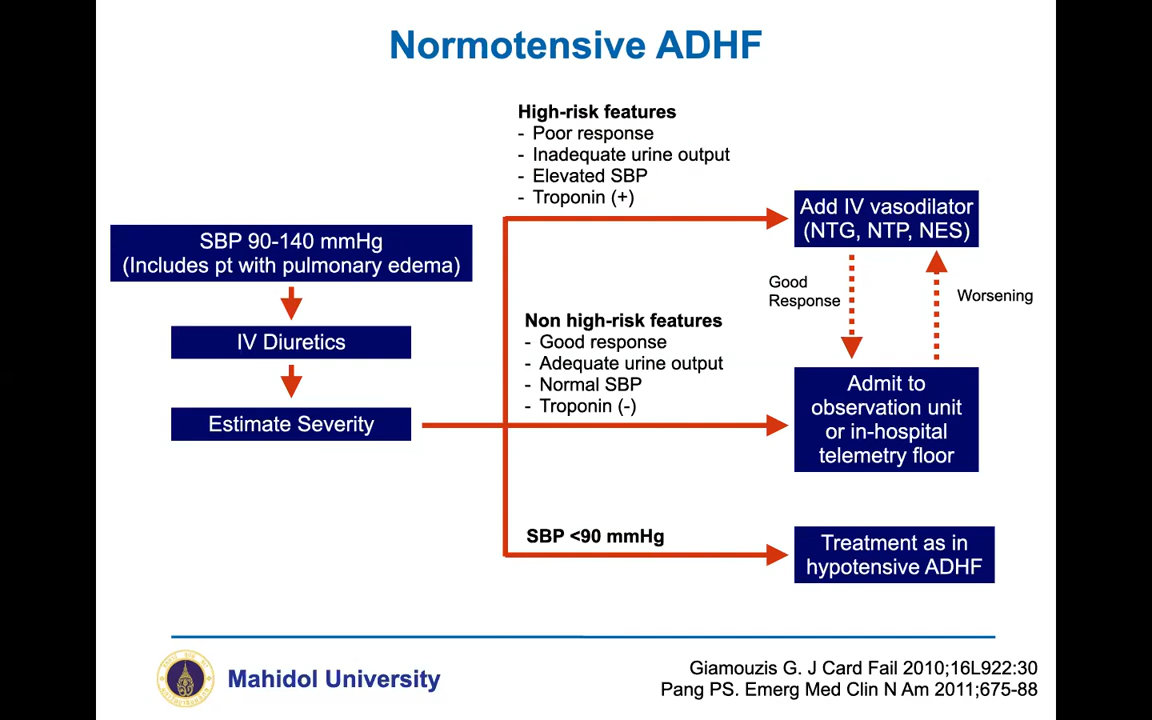 Normotensive ADHF
High-risk features
- Poor response
- Inadequate urine output
- Elevated SBP
- Troponin (+)
Add IV vasodilator
(NTG, NTP, NES)
SBP 90-140 mmHg
(Includes pt with pulmonary edema)
Good
Response
Worsening
IV Diuretics
Non high-risk features
- Good response
- Adequate urine output
- Normal SBP
- Troponin (-)
Estimate Severity
Admit to
observation unit
or in-hospital
telemetry floor
SBP <90 mmHg
Treatment as in
hypotensive ADHF
Mahidol University
Giamouzis G. J Card Fail 2010;16L922:30
Pang PS. Emerg Med Clin N Am 2011;675-88